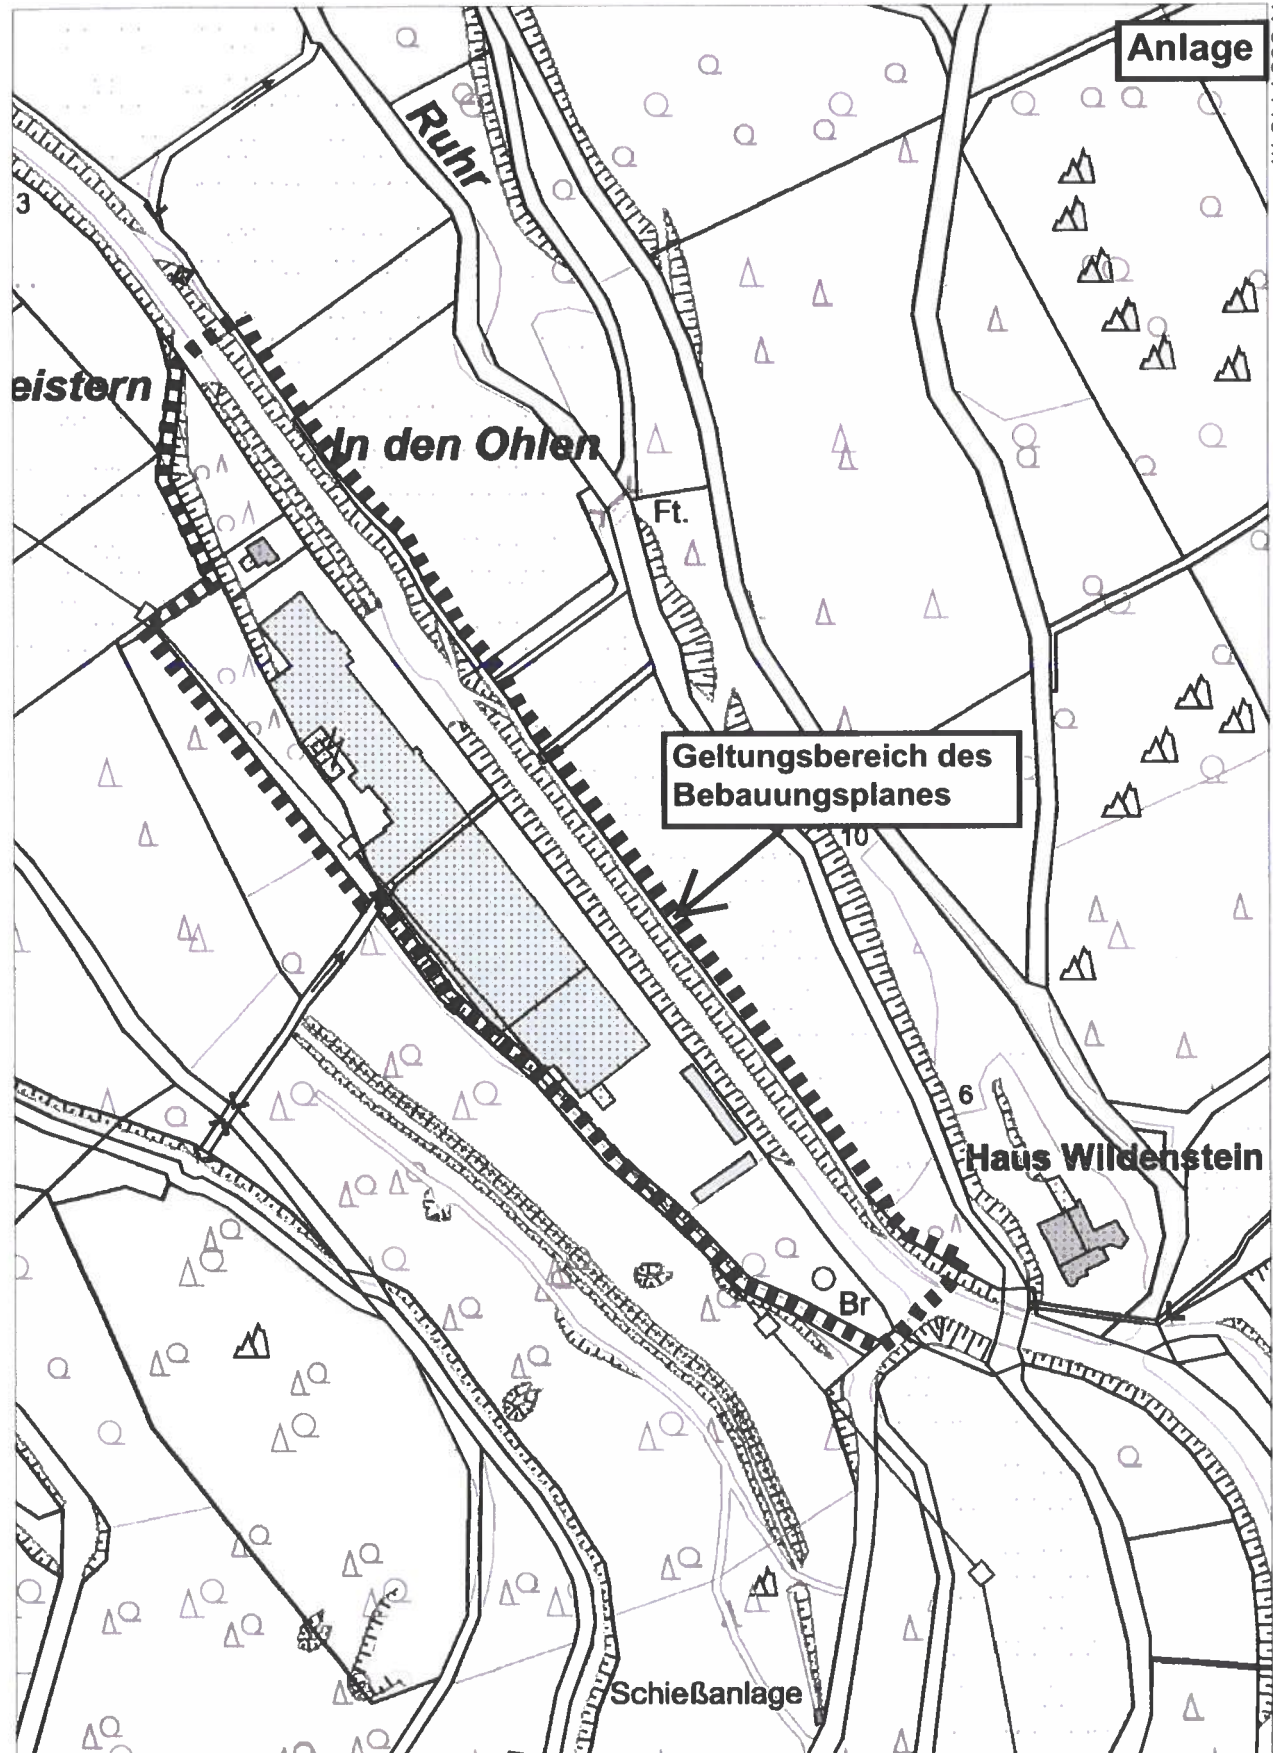 Anlage
Ruhr
3
eistern
In den Ohlen
Ft.
Geltungsbereich des
Bebauungsplanes
10
6
Haus Wildenstein
Br
Schießanlage